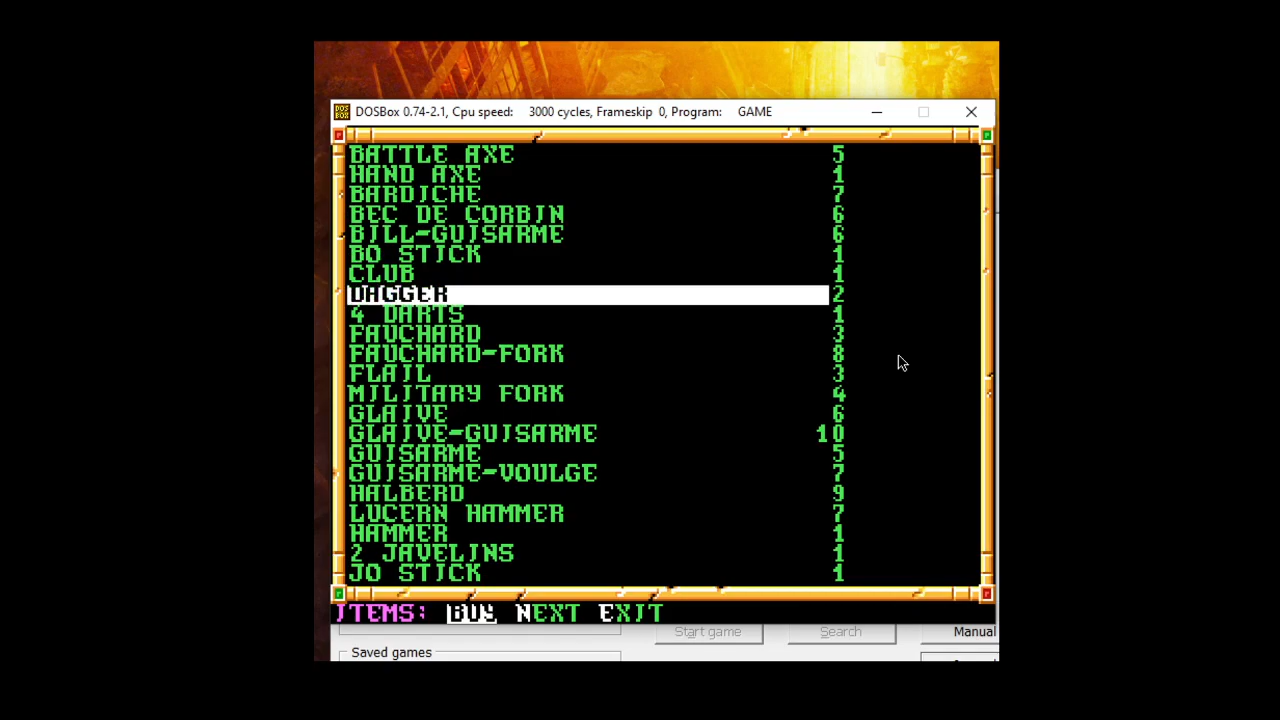 DOSBox 0.74-2.1, Cpu speed: 3000 cycles, Frameskip 0, Program: GAME
BATTLE AXE 5
HAND AXE 1
BARDICHE 7
BEC DE CORBIN 6
BILL-GUISARME 6
BO STICK 1
CLUB 1
DAGGER 2
4 DARTS 1
FAUCHARD 3
FAUCHARD-FORK 8
FLAIL 3
MILITARY FORK 4
GLAIVE 6
GLAIVE-GUISARME 10
GUISARME 5
GUISARME-VOULGE 7
HALBERD 9
LUCERN HAMMER 7
HAMMER 1
2 JAVELINS 1
JO STICK 1
ITEMS: BUY NEXT EXIT
Start game Search Manual
Saved games